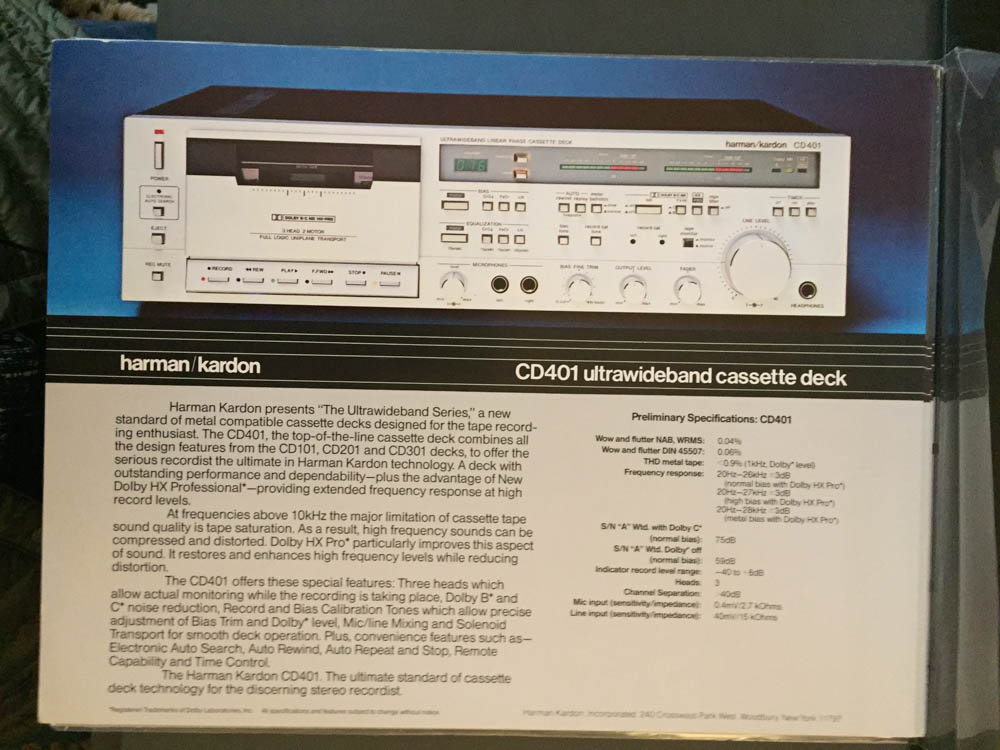 ULTRAWIDEBAND LINEAR PHASE CASSETTE DECK
harman/kardon CD401
POWER
ELECTRONIC
AUTO SEARCH
EJECT
REC MUTE
DOLBY B-C NR HX-PRO
3 HEAD 2 MOTOR
FULL LOGIC UNIPLANE TRANSPORT
RECORD REW PLAY F.FWD STOP PAUSE
BIAS
EQUALIZATION
AUTO
TIMER
LINE LEVEL
MICROPHONES
left right
BIAS FINE TRIM OUTPUT LEVEL FADER
HEADPHONES
harman/kardon
CD401 ultrawideband cassette deck
Harman Kardon presents "The Ultrawideband Series," a new
standard of metal compatible cassette decks designed for the tape record-
ing enthusiast. The CD401, the top-of-the-line cassette deck combines all
the design features from the CD101, CD201 and CD301 decks, to offer the
serious recordist the ultimate in Harman Kardon technology. A deck with
outstanding performance and dependability—plus the advantage of New
Dolby HX Professional*—providing extended frequency response at high
record levels.
At frequencies above 10kHz the major limitation of cassette tape
sound quality is tape saturation. As a result, high frequency sounds can be
compressed and distorted. Dolby HX Pro* particularly improves this aspect
of sound. It restores and enhances high frequency levels while reducing
distortion.
The CD401 offers these special features: Three heads which
allow actual monitoring while the recording is taking place, Dolby B* and
C* noise reduction, Record and Bias Calibration Tones which allow precise
adjustment of Bias Trim and Dolby* level, Mic/line Mixing and Solenoid
Transport for smooth deck operation. Plus, convenience features such as—
Electronic Auto Search, Auto Rewind, Auto Repeat and Stop, Remote
Capability and Time Control.
The Harman Kardon CD401. The ultimate standard of cassette
deck technology for the discerning stereo recordist.
*Registered Trademarks of Dolby Laboratories, Inc. All specifications and features subject to change without notice.
Preliminary Specifications: CD401
Wow and flutter NAB, WRMS: 0.04%
Wow and flutter DIN 45507: 0.06%
THD metal tape: <0.9% (1kHz, Dolby* level)
Frequency response: 20Hz–26kHz ±3dB
(normal bias with Dolby HX Pro*)
20Hz–27kHz ±3dB
(high bias with Dolby HX Pro*)
20Hz–28kHz ±3dB
(metal bias with Dolby HX Pro*)
S/N "A" Wtd. with Dolby C*
(normal bias): 75dB
S/N "A" Wtd. Dolby* off
(normal bias): 59dB
Indicator record level range: –40 to +6dB
Heads: 3
Channel Separation: >40dB
Mic input (sensitivity/impedance): 0.4mV/2.7 kOhms
Line input (sensitivity/impedance): 40mV/15 kOhms
Harman Kardon, Incorporated, 240 Crossways Park West, Woodbury, New York 11797